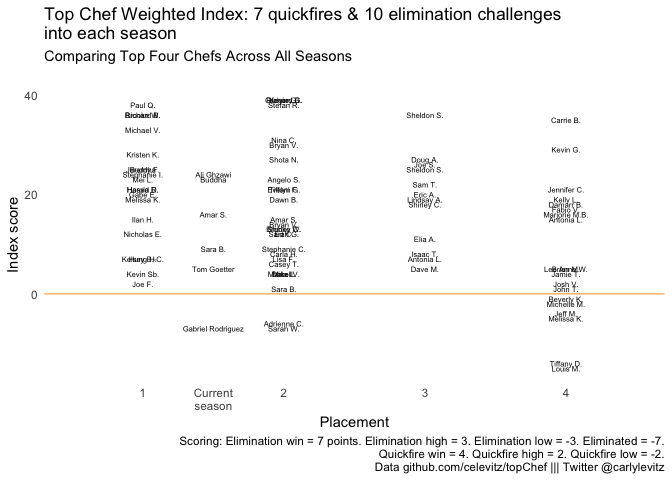 Top Chef Weighted Index: 7 quickfires & 10 elimination challenges
into each season
Comparing Top Four Chefs Across All Seasons
Index score
40
20
0
Paul Q.
Michael V.
Kristen K.
Stephanie I.
Mei L.
Gabe E.
Melissa K.
Ilan H.
Nicholas E.
Kevin Sb.
Joe F.
Ali Ghzawi
Buddha
Amar S.
Sara B.
Tom Goetter
Gabriel Rodriguez
Stefan R.
Nina C.
Bryan V.
Shota N.
Angelo S.
Dawn B.
Amar S.
Bryan V.
Stephanie C.
Carla H.
Lisa F.
Casey T.
Sara B.
Adrienne C.
Sarah W.
Sheldon S.
Doug A.
Joe S.
Sheldon S.
Sam T.
Eric A.
Lindsay A.
Shirley C.
Elia A.
Isaac T.
Antonia L.
Dave M.
Carrie B.
Kevin G.
Jennifer C.
Kelly L.
Damarr B.
Fabio V.
Marjorie M.B.
Antonia L.
Jamie T.
Josh V.
John T.
Beverly K.
Michelle M.
Jeff M.
Melissa K.
Tiffany D.
Louis M.
1
Current
season
2
3
4
Placement
Scoring: Elimination win = 7 points. Elimination high = 3. Elimination low = -3. Eliminated = -7.
Quickfire win = 4. Quickfire high = 2. Quickfire low = -2.
Data github.com/celevitz/topChef ||| Twitter @carlylevitz